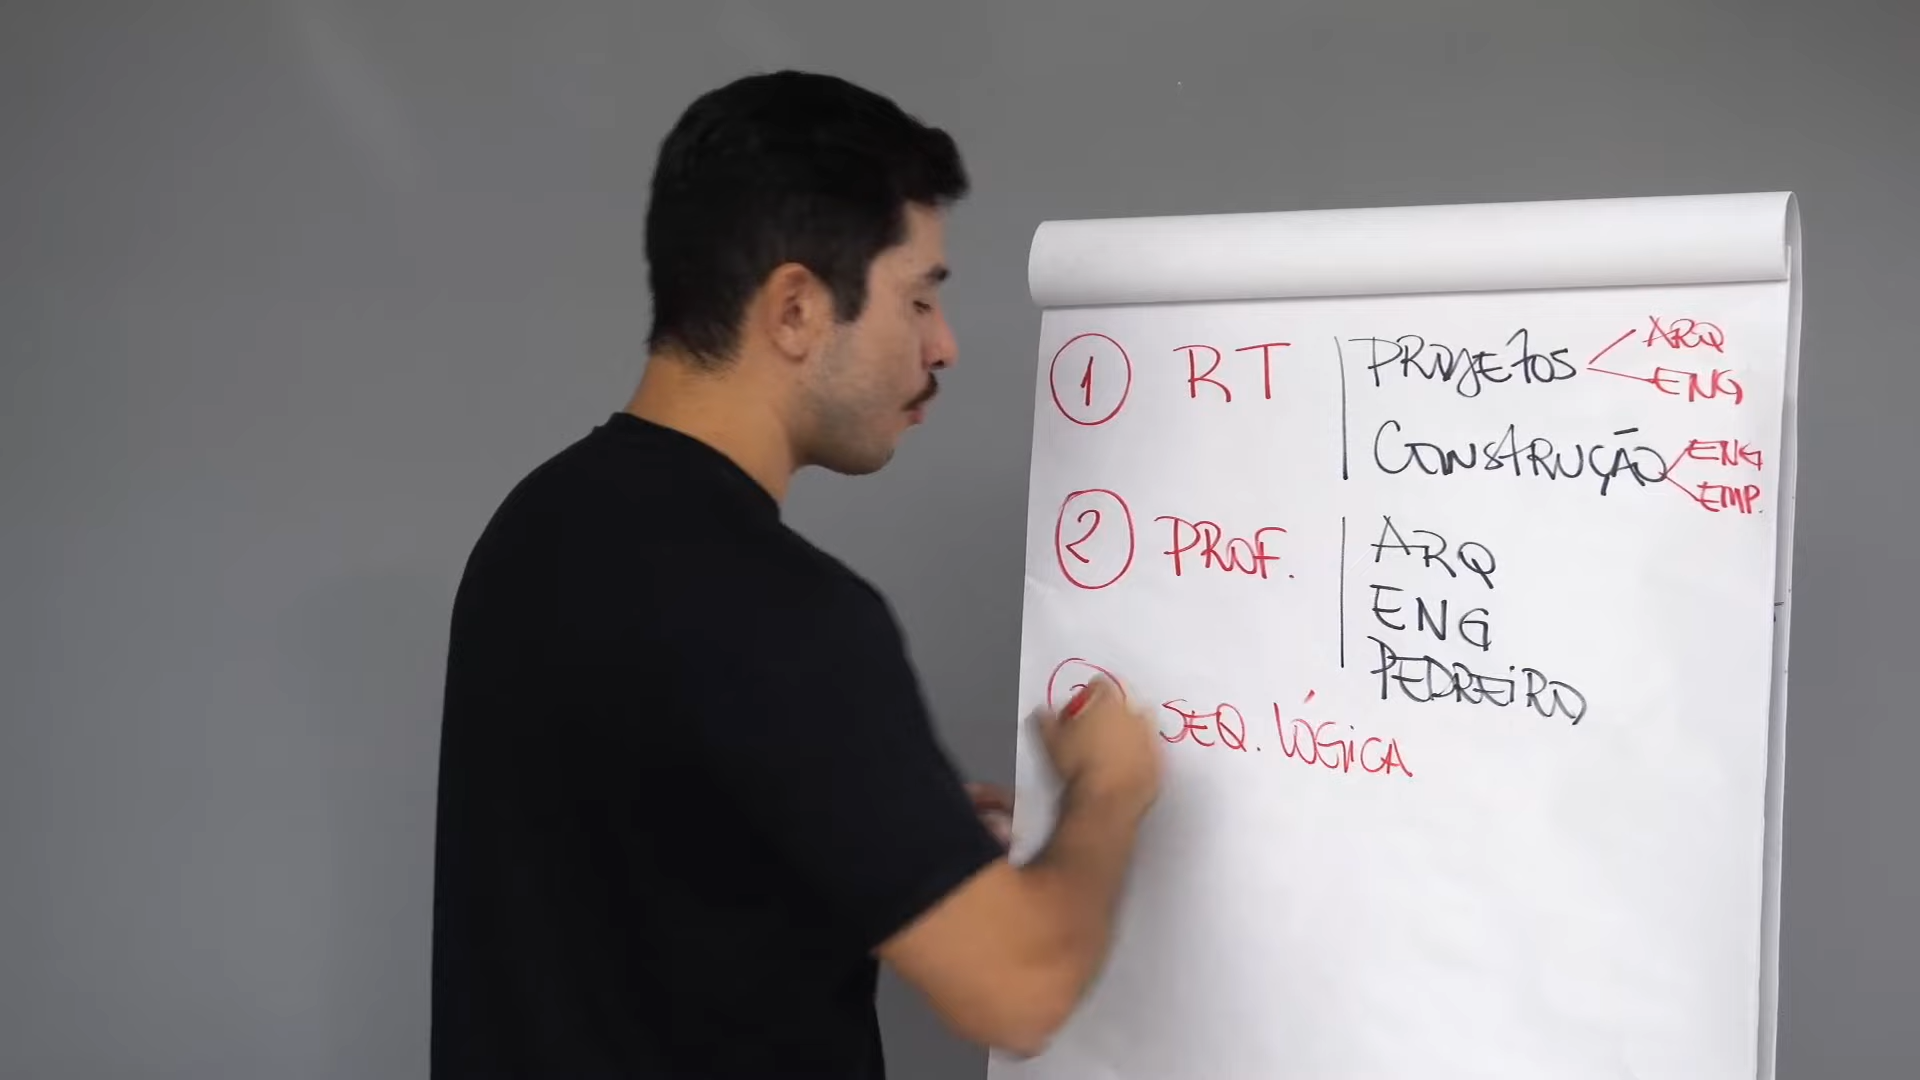 1 RT PROJETOS ARQ
ENG
CONSTRUÇÃO ENG
EMP.
2 PROF. ARQ
ENG
PEDREIRO
SEQ. LÓGICA